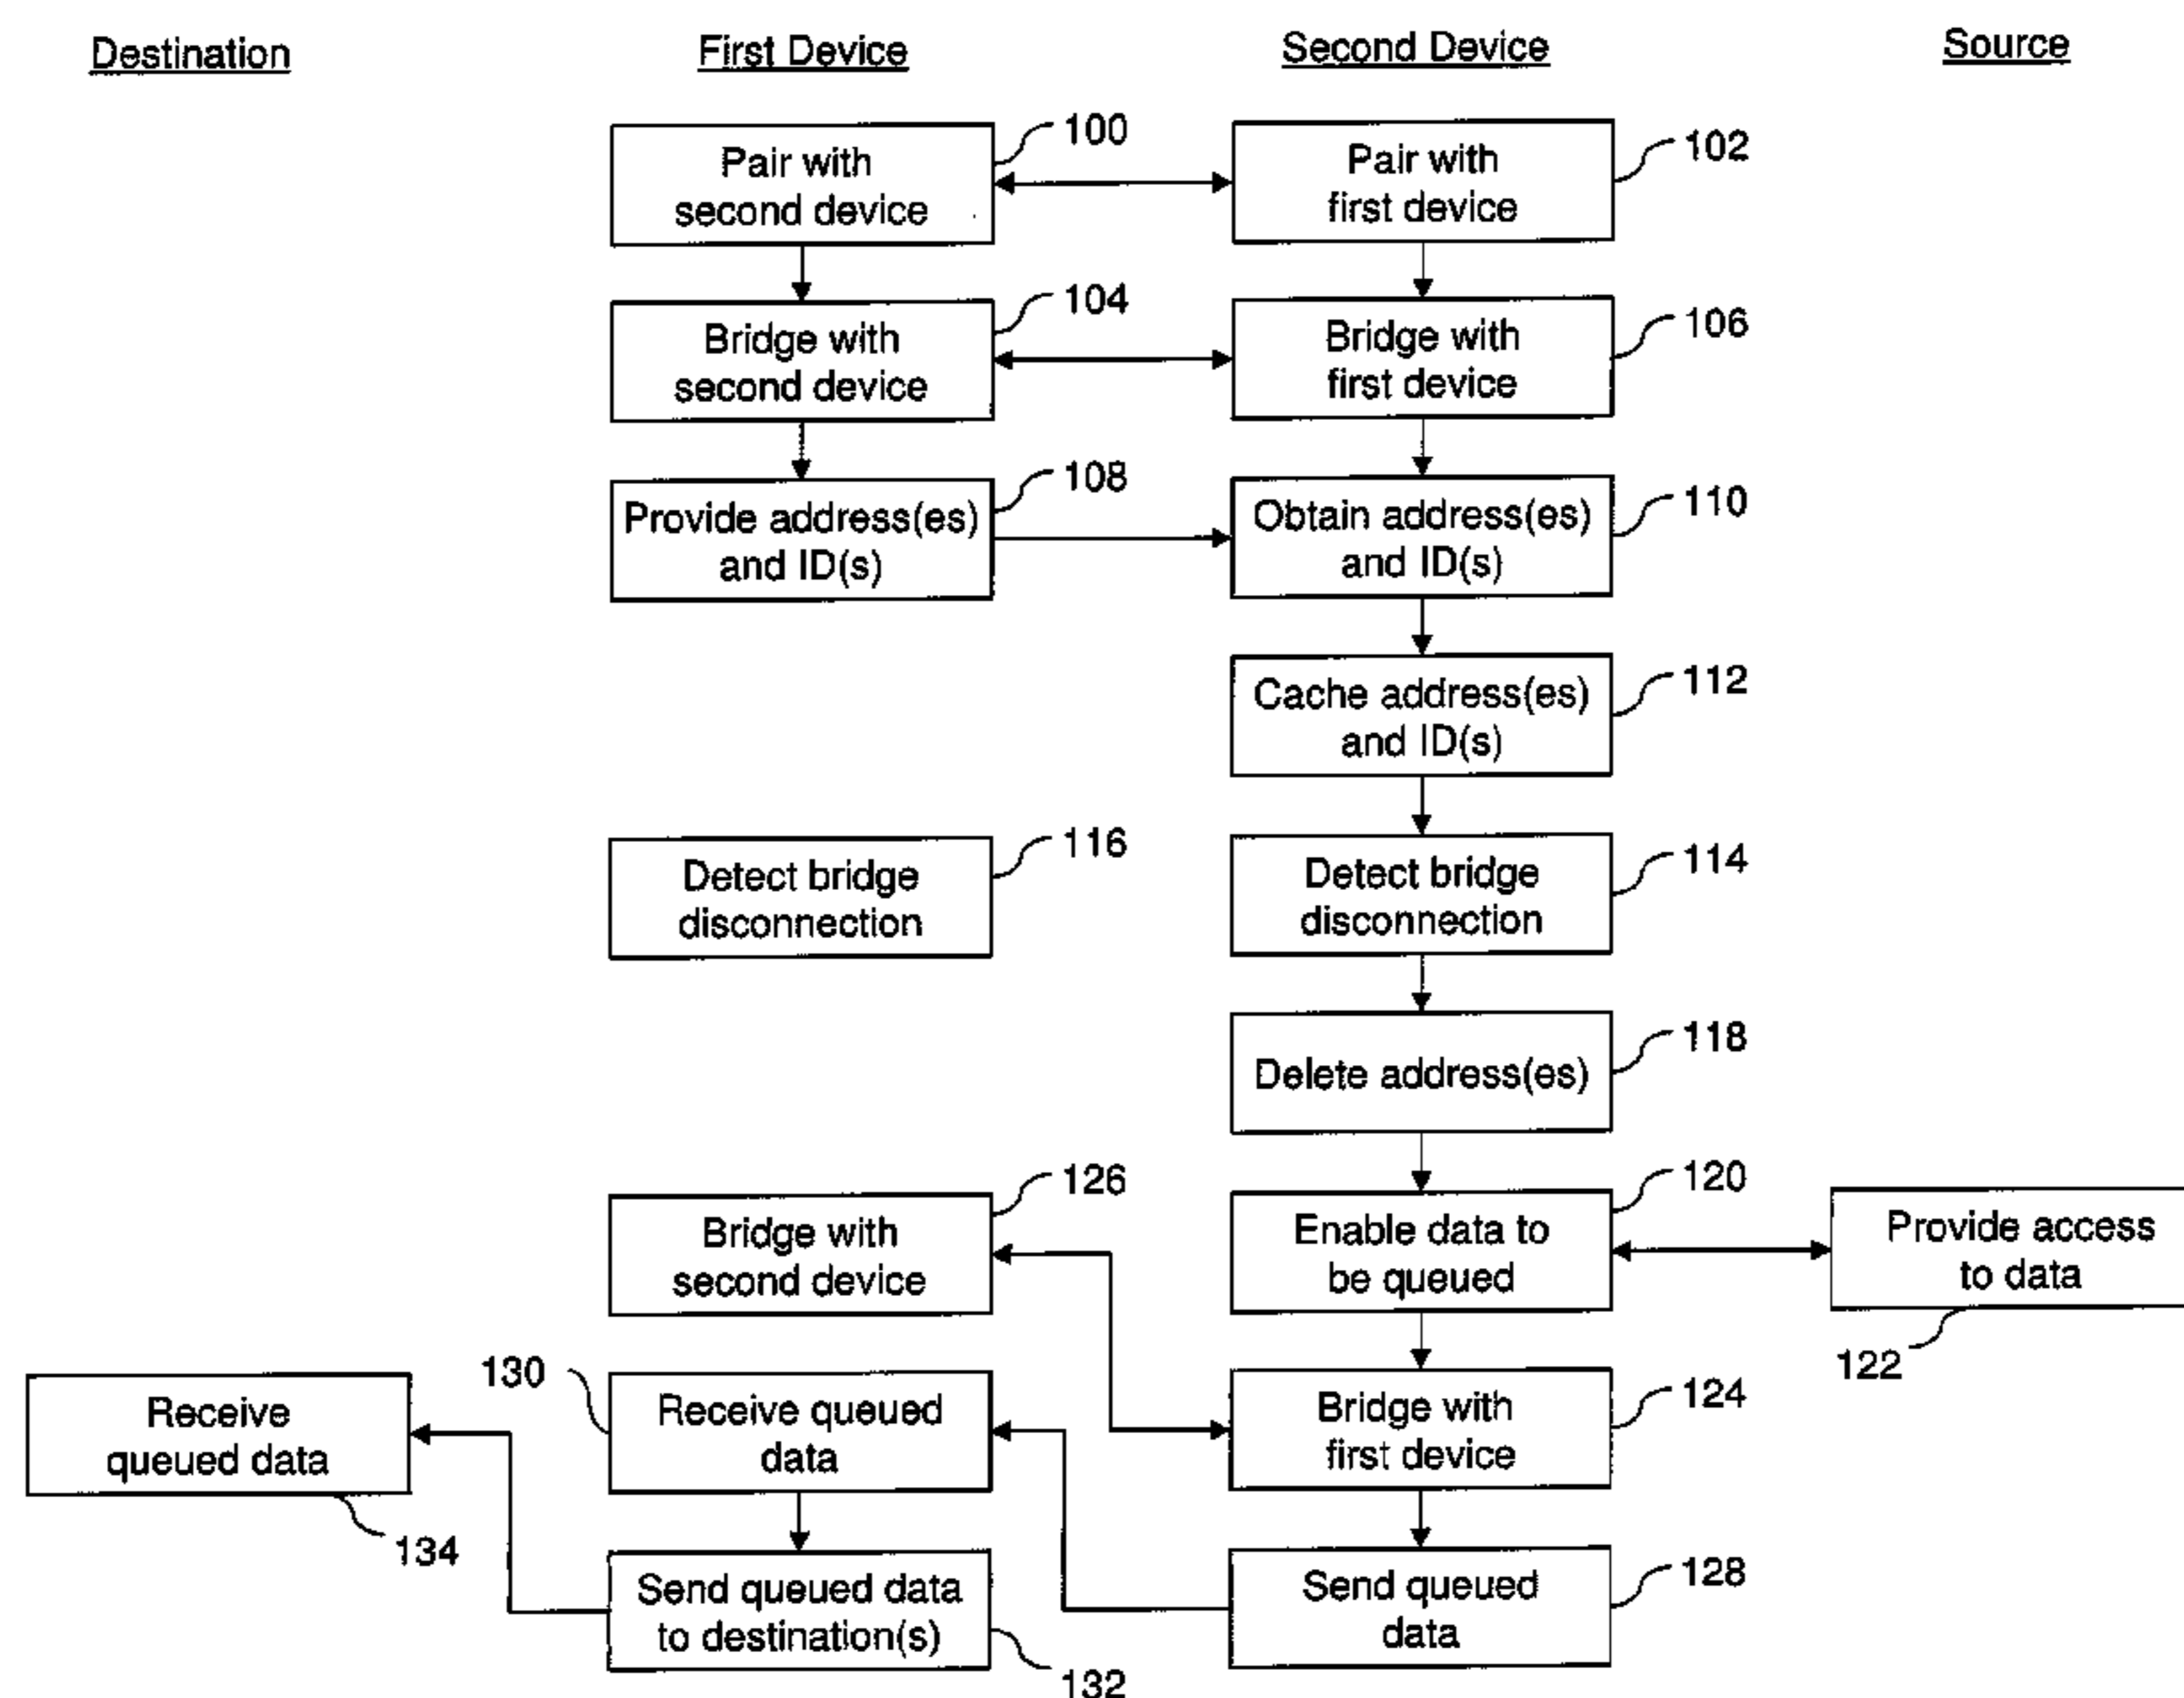 Destination
First Device
Second Device
Source
Pair with
second device
100
Pair with
first device
102
Bridge with
second device
104
Bridge with
first device
106
Provide address(es)
and ID(s)
108
Obtain address(es)
and ID(s)
110
Cache address(es)
and ID(s)
112
Detect bridge
disconnection
116
Detect bridge
disconnection
114
Delete address(es)
118
Bridge with
second device
126
Enable data to
be queued
120
Provide access
to data
122
Receive
queued data
134
130
Receive queued
data
Bridge with
first device
124
Send queued data
to destination(s)
132
Send queued
data
128